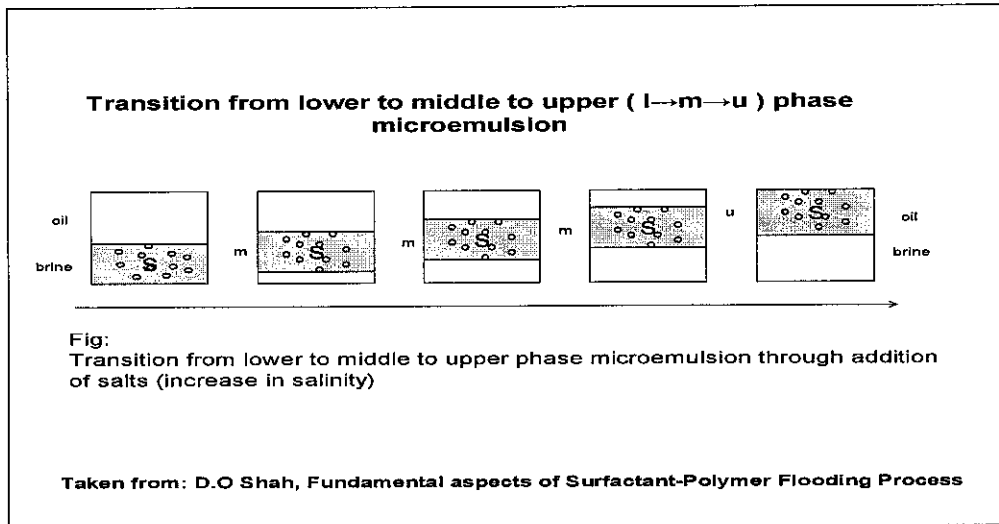 Transition from lower to middle to upper ( l→m→u ) phase
microemulsion
oil
brine
S
m
S
m
S
m
S
u
S
oil
brine
Fig:
Transition from lower to middle to upper phase microemulsion through addition
of salts (increase in salinity)
Taken from: D.O Shah, Fundamental aspects of Surfactant-Polymer Flooding Process